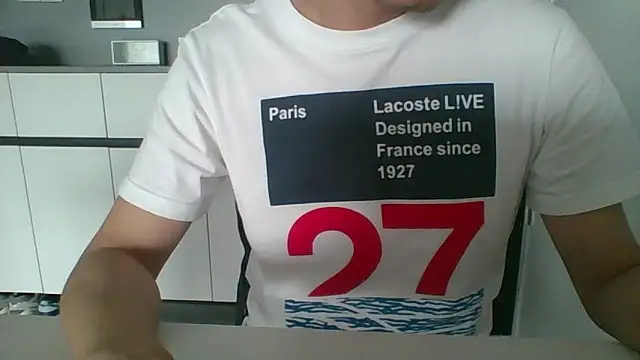 Paris
Lacoste L!VE
Designed in
France since
1927
27